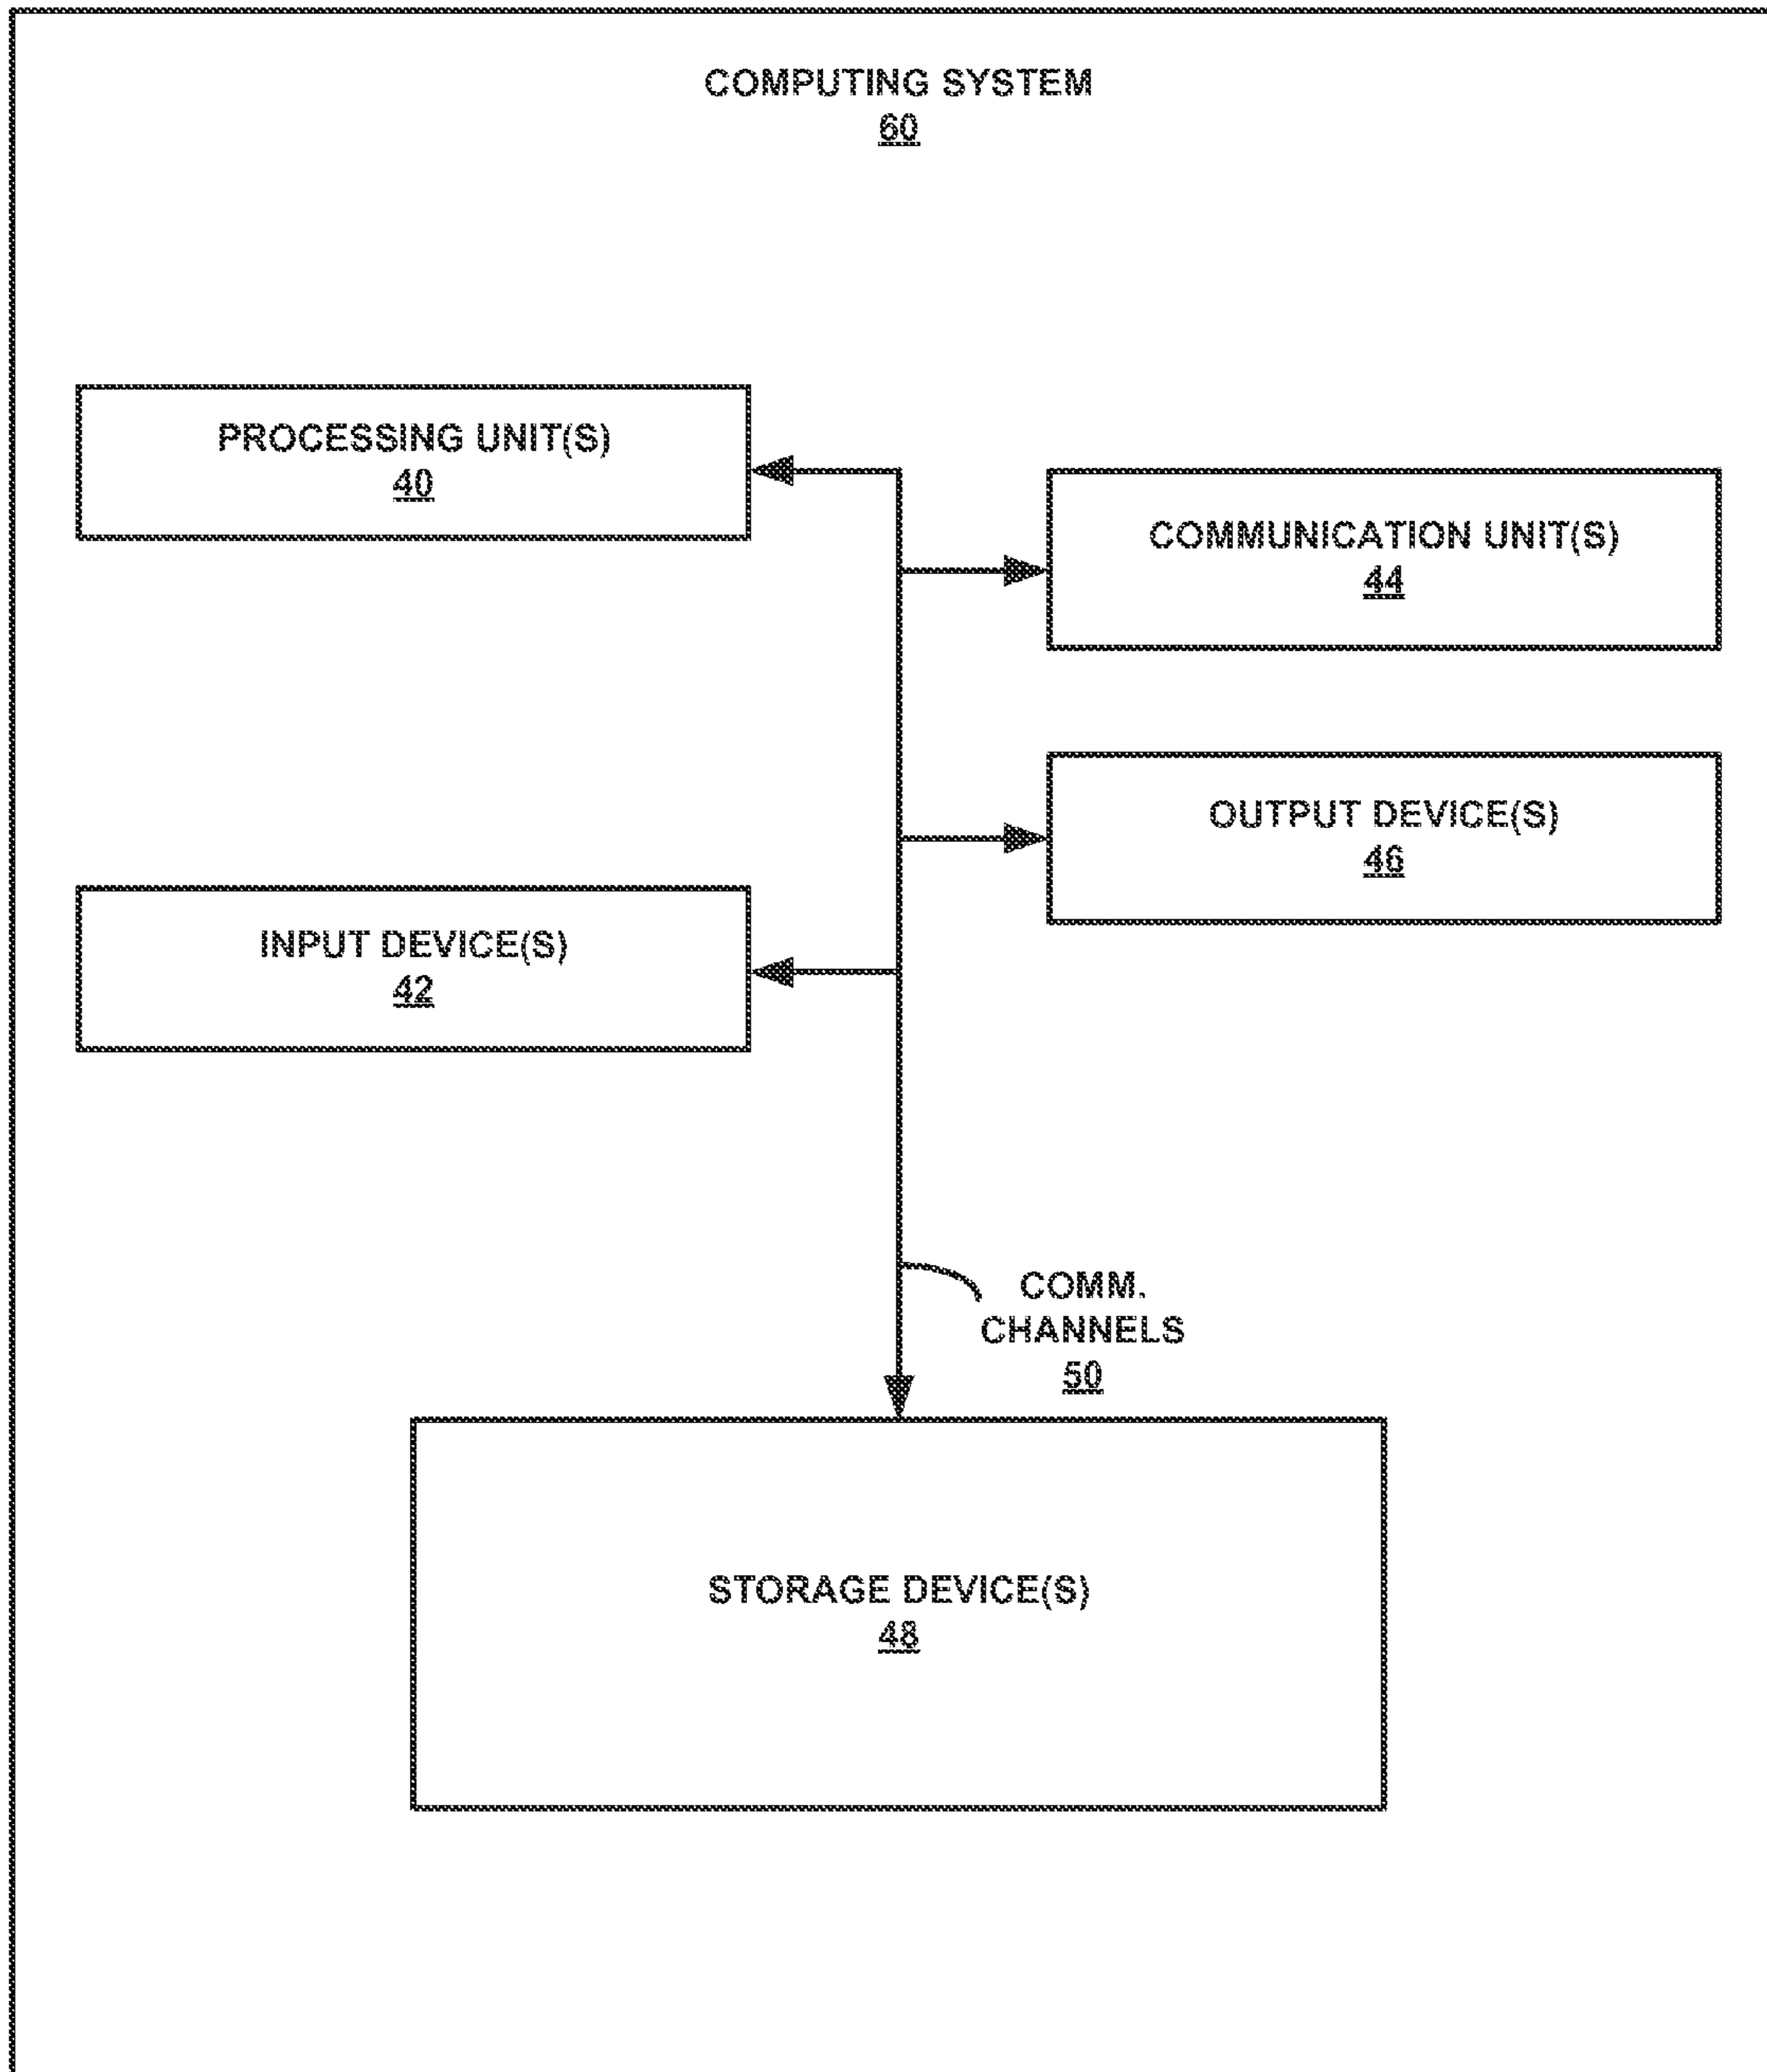 COMPUTING SYSTEM
60
PROCESSING UNIT(S)
40
COMMUNICATION UNIT(S)
44
OUTPUT DEVICE(S)
46
INPUT DEVICE(S)
42
COMM.
CHANNELS
50
STORAGE DEVICE(S)
48